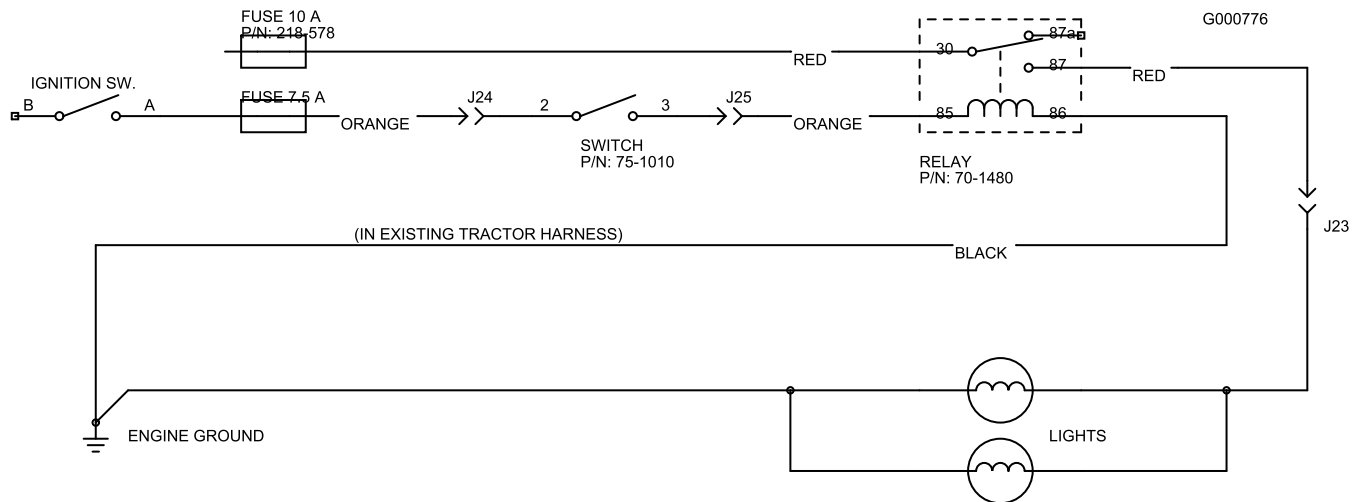 FUSE 10 A
P/N: 218-578
G000776
87a
30
RED
87
RED
IGNITION SW.
B
A
FUSE 7.5 A
ORANGE
J24
2
3
J25
ORANGE
85
86
SWITCH
P/N: 75-1010
RELAY
P/N: 70-1480
J23
(IN EXISTING TRACTOR HARNESS)
BLACK
ENGINE GROUND
LIGHTS